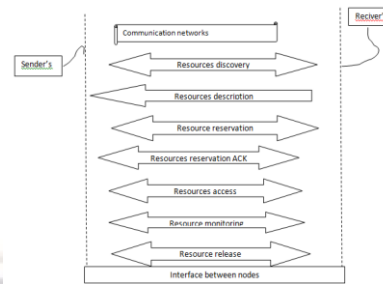 Reciver's
Communication networks
Sender's
Resources discovery
Resources description
Resource reservation
Resources reservation ACK
Resources access
Resource monitoring
Resource release
Interface between nodes